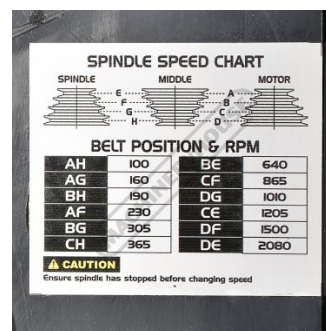 SPINDLE SPEED CHART
SPINDLE MIDDLE MOTOR
E A
F B
G C
H D
BELT POSITION & RPM
AH 100 BE 640
AG 160 CF 865
BH 190 DG 1010
AF 230 CE 1205
BG 305 DF 1500
CH 365 DE 2080
CAUTION
Ensure spindle has stopped before changing speed
MACHINERYHOUSE